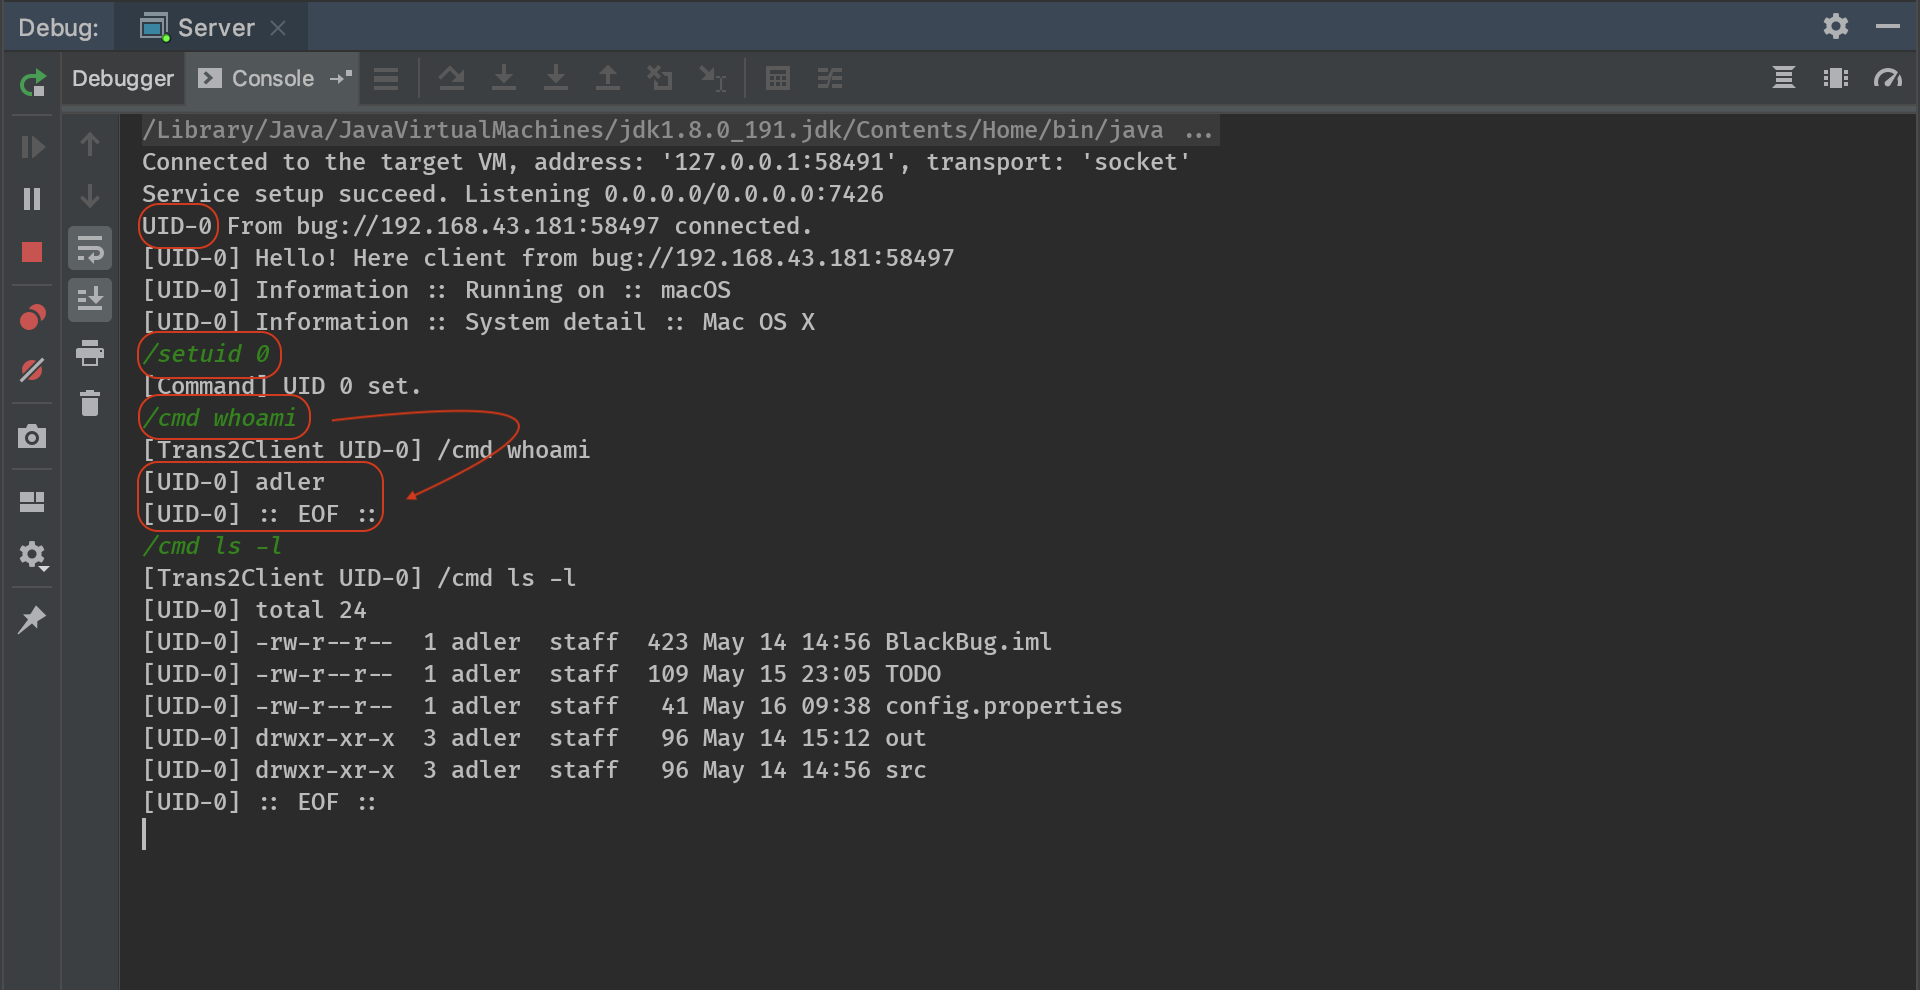 Debug: Server
Debugger Console
/Library/Java/JavaVirtualMachines/jdk1.8.0_191.jdk/Contents/Home/bin/java ...
Connected to the target VM, address: '127.0.0.1:58491', transport: 'socket'
Service setup succeed. Listening 0.0.0.0/0.0.0.0:7426
UID-0 From bug://192.168.43.181:58497 connected.
[UID-0] Hello! Here client from bug://192.168.43.181:58497
[UID-0] Information :: Running on :: macOS
[UID-0] Information :: System detail :: Mac OS X
/setuid 0
[Command] UID 0 set.
/cmd whoami
[Trans2Client UID-0] /cmd whoami
[UID-0] adler
[UID-0] :: EOF ::
/cmd ls -l
[Trans2Client UID-0] /cmd ls -l
[UID-0] total 24
[UID-0] -rw-r--r--  1 adler  staff  423 May 14 14:56 BlackBug.iml
[UID-0] -rw-r--r--  1 adler  staff  109 May 15 23:05 TODO
[UID-0] -rw-r--r--  1 adler  staff   41 May 16 09:38 config.properties
[UID-0] drwxr-xr-x  3 adler  staff   96 May 14 15:12 out
[UID-0] drwxr-xr-x  3 adler  staff   96 May 14 14:56 src
[UID-0] :: EOF ::